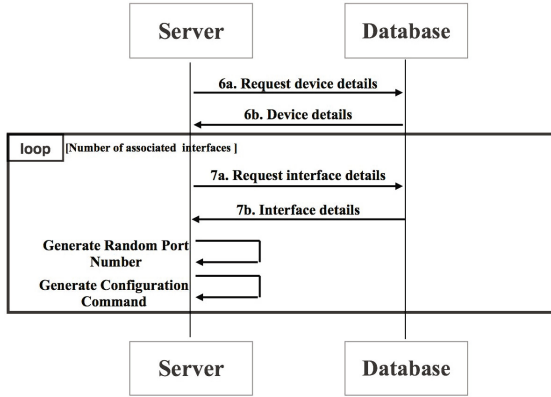 Server
Database
6a. Request device details
6b. Device details
loop
[Number of associated interfaces ]
7a. Request interface details
7b. Interface details
Generate Random Port
Number
Generate Configuration
Command
Server
Database